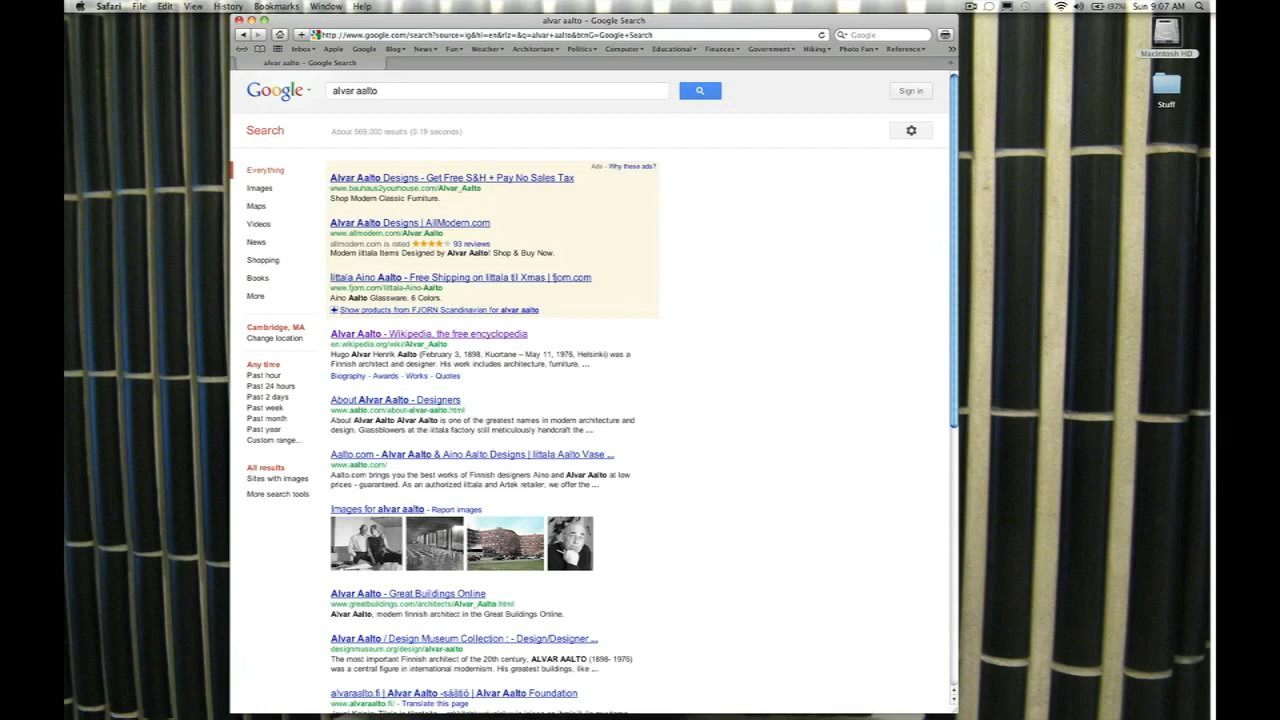 Safari File Edit View History Bookmarks Window Help
(37%) Sun 9:07 AM
alvar aalto - Google Search
http://www.google.com/search?source=ig&hl=en&rlz=&q=alvar+aalto&btnG=Google+Search
Google
Inbox Apple Google Blog News Fun Weather Architecture Politics Computer Educational Finances Government Hiking Photo Fun Reference
alvar aalto - Google Search
Macintosh HD
Stuff
Google
alvar aalto
Sign in
Search
About 569,000 results (0.19 seconds)
Everything
Images
Maps
Videos
News
Shopping
Books
More
Cambridge, MA
Change location
Any time
Past hour
Past 24 hours
Past 2 days
Past week
Past month
Past year
Custom range...
All results
Sites with images
More search tools
Ads - Why these ads?
Alvar Aalto Designs - Get Free S&H + Pay No Sales Tax
www.bauhaus2yourhouse.com/Alvar_Aalto
Shop Modern Classic Furniture.
Alvar Aalto Designs | AllModern.com
www.allmodern.com/Alvar Aalto
allmodern.com is rated 93 reviews
Modern iittala Items Designed by Alvar Aalto! Shop & Buy Now.
Iittala Aino Aalto - Free Shipping on Iittala til Xmas | fjorn.com
www.fjorn.com/Iittala-Aino-Aalto
Aino Aalto Glassware. 6 Colors.
Show products from FJORN Scandinavian for alvar aalto
Alvar Aalto - Wikipedia, the free encyclopedia
en.wikipedia.org/wiki/Alvar_Aalto
Hugo Alvar Henrik Aalto (February 3, 1898, Kuortane – May 11, 1976, Helsinki) was a
Finnish architect and designer. His work includes architecture, furniture, ...
Biography - Awards - Works - Quotes
About Alvar Aalto - Designers
www.aalto.com/about-alvar-aalto.html
About Alvar Aalto Alvar Aalto is one of the greatest names in modern architecture and
design. Glassblowers at the iittala factory still meticulously handcraft the ...
Aalto.com - Alvar Aalto & Aino Aalto Designs | Iittala Aalto Vase ...
www.aalto.com/
Aalto.com brings you the best works of Finnish designers Aino and Alvar Aalto at low
prices - guaranteed. As an authorized iittala and Artek retailer, we offer the ...
Images for alvar aalto - Report images
Alvar Aalto - Great Buildings Online
www.greatbuildings.com/architects/Alvar_Aalto.html
Alvar Aalto, modern finnish architect in the Great Buildings Online.
Alvar Aalto / Design Museum Collection : - Design/Designer ...
designmuseum.org/design/alvar-aalto
The most important Finnish architect of the 20th century, ALVAR AALTO (1898- 1976)
was a central figure in international modernism. His greatest buildings, like ...
alvaraalto.fi | Alvar Aalto -säätiö | Alvar Aalto Foundation
www.alvaraalto.fi/ - Translate this page